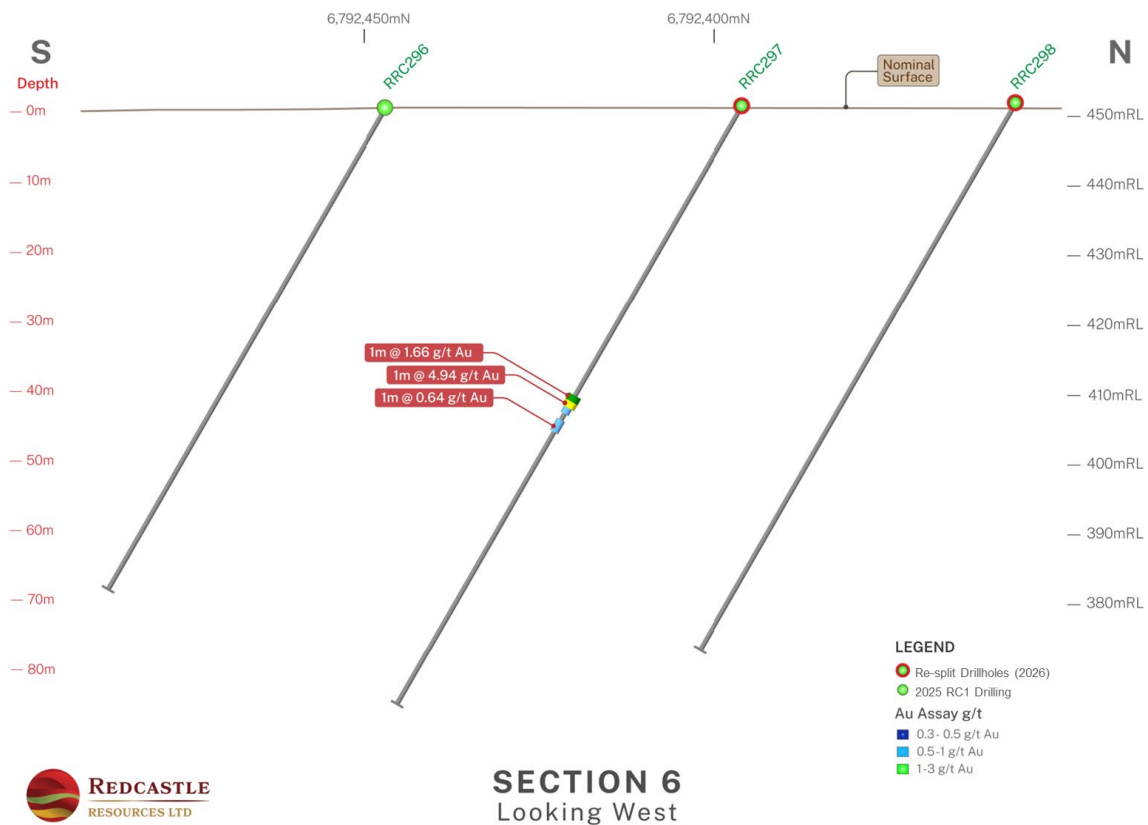 6,792,450mN
6,792,400mN
S
N
Depth
RRC296
RRC297
RRC298
Nominal
Surface
0m
10m
20m
30m
40m
50m
60m
70m
80m
450mRL
440mRL
430mRL
420mRL
410mRL
400mRL
390mRL
380mRL
1m @ 1.66 g/t Au
1m @ 4.94 g/t Au
1m @ 0.64 g/t Au
LEGEND
Re-split Drillholes (2026)
2025 RC1 Drilling
Au Assay g/t
0.3- 0.5 g/t Au
0.5-1 g/t Au
1-3 g/t Au
REDCASTLE
RESOURCES LTD
SECTION 6
Looking West